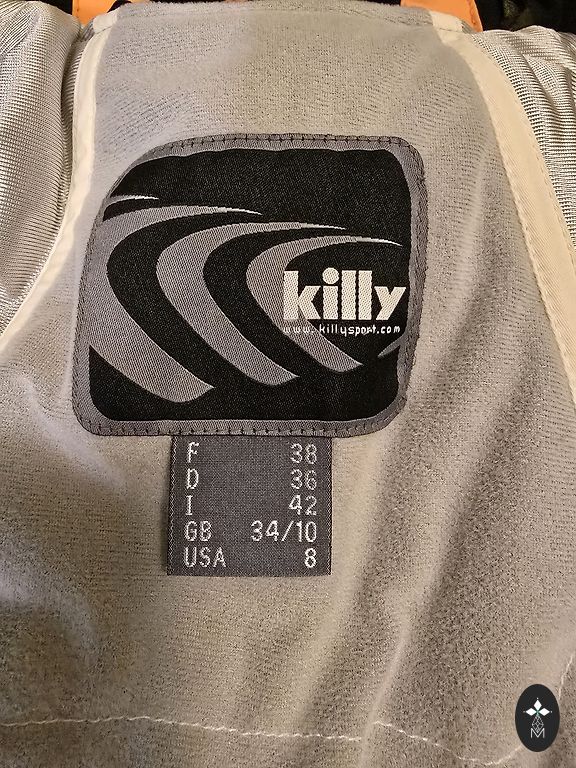 killy
www.killysport.com
F 38
D 36
I 42
GB 34/10
USA 8
M